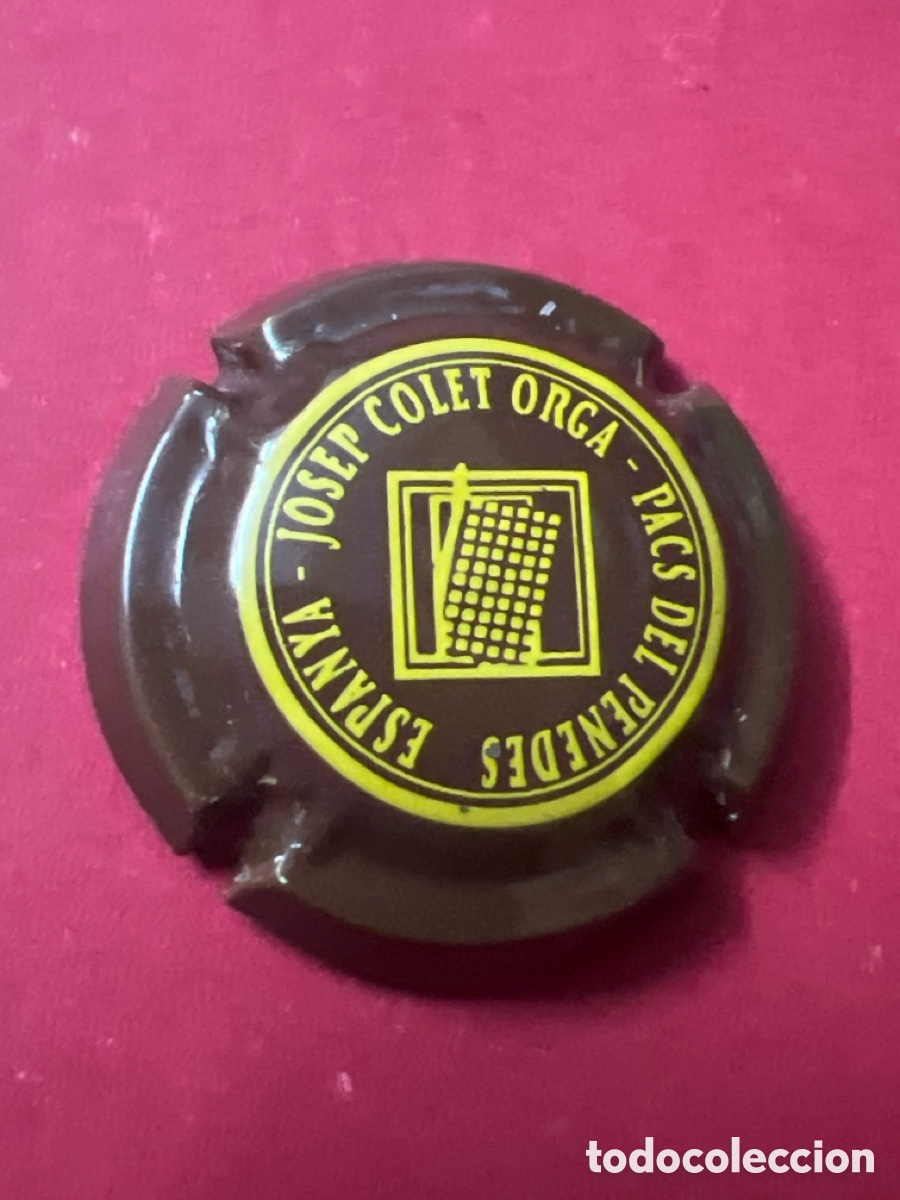 JOSEP COLET ORGA - PACS DEL PENEDES
ESPANYA -
todocoleccion